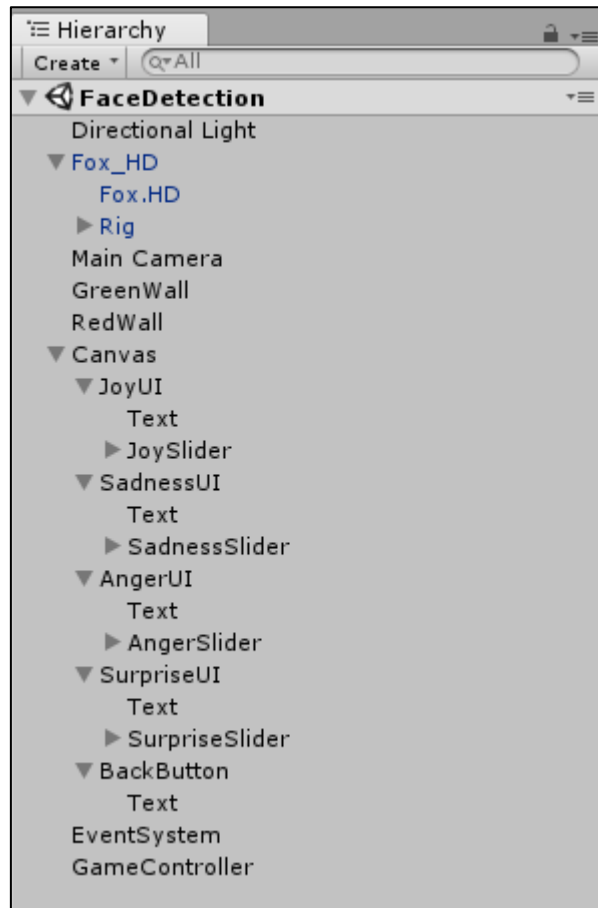 Hierarchy
Create All
FaceDetection
Directional Light
Fox_HD
Fox.HD
Rig
Main Camera
GreenWall
RedWall
Canvas
JoyUI
Text
JoySlider
SadnessUI
Text
SadnessSlider
AngerUI
Text
AngerSlider
SurpriseUI
Text
SurpriseSlider
BackButton
Text
EventSystem
GameController